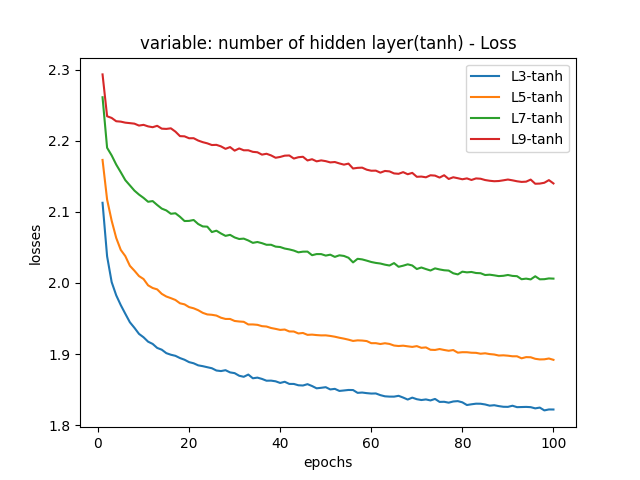 variable: number of hidden layer(tanh) - Loss
L3-tanh
L5-tanh
L7-tanh
L9-tanh
losses
2.3
2.2
2.1
2.0
1.9
1.8
0 20 40 60 80 100
epochs